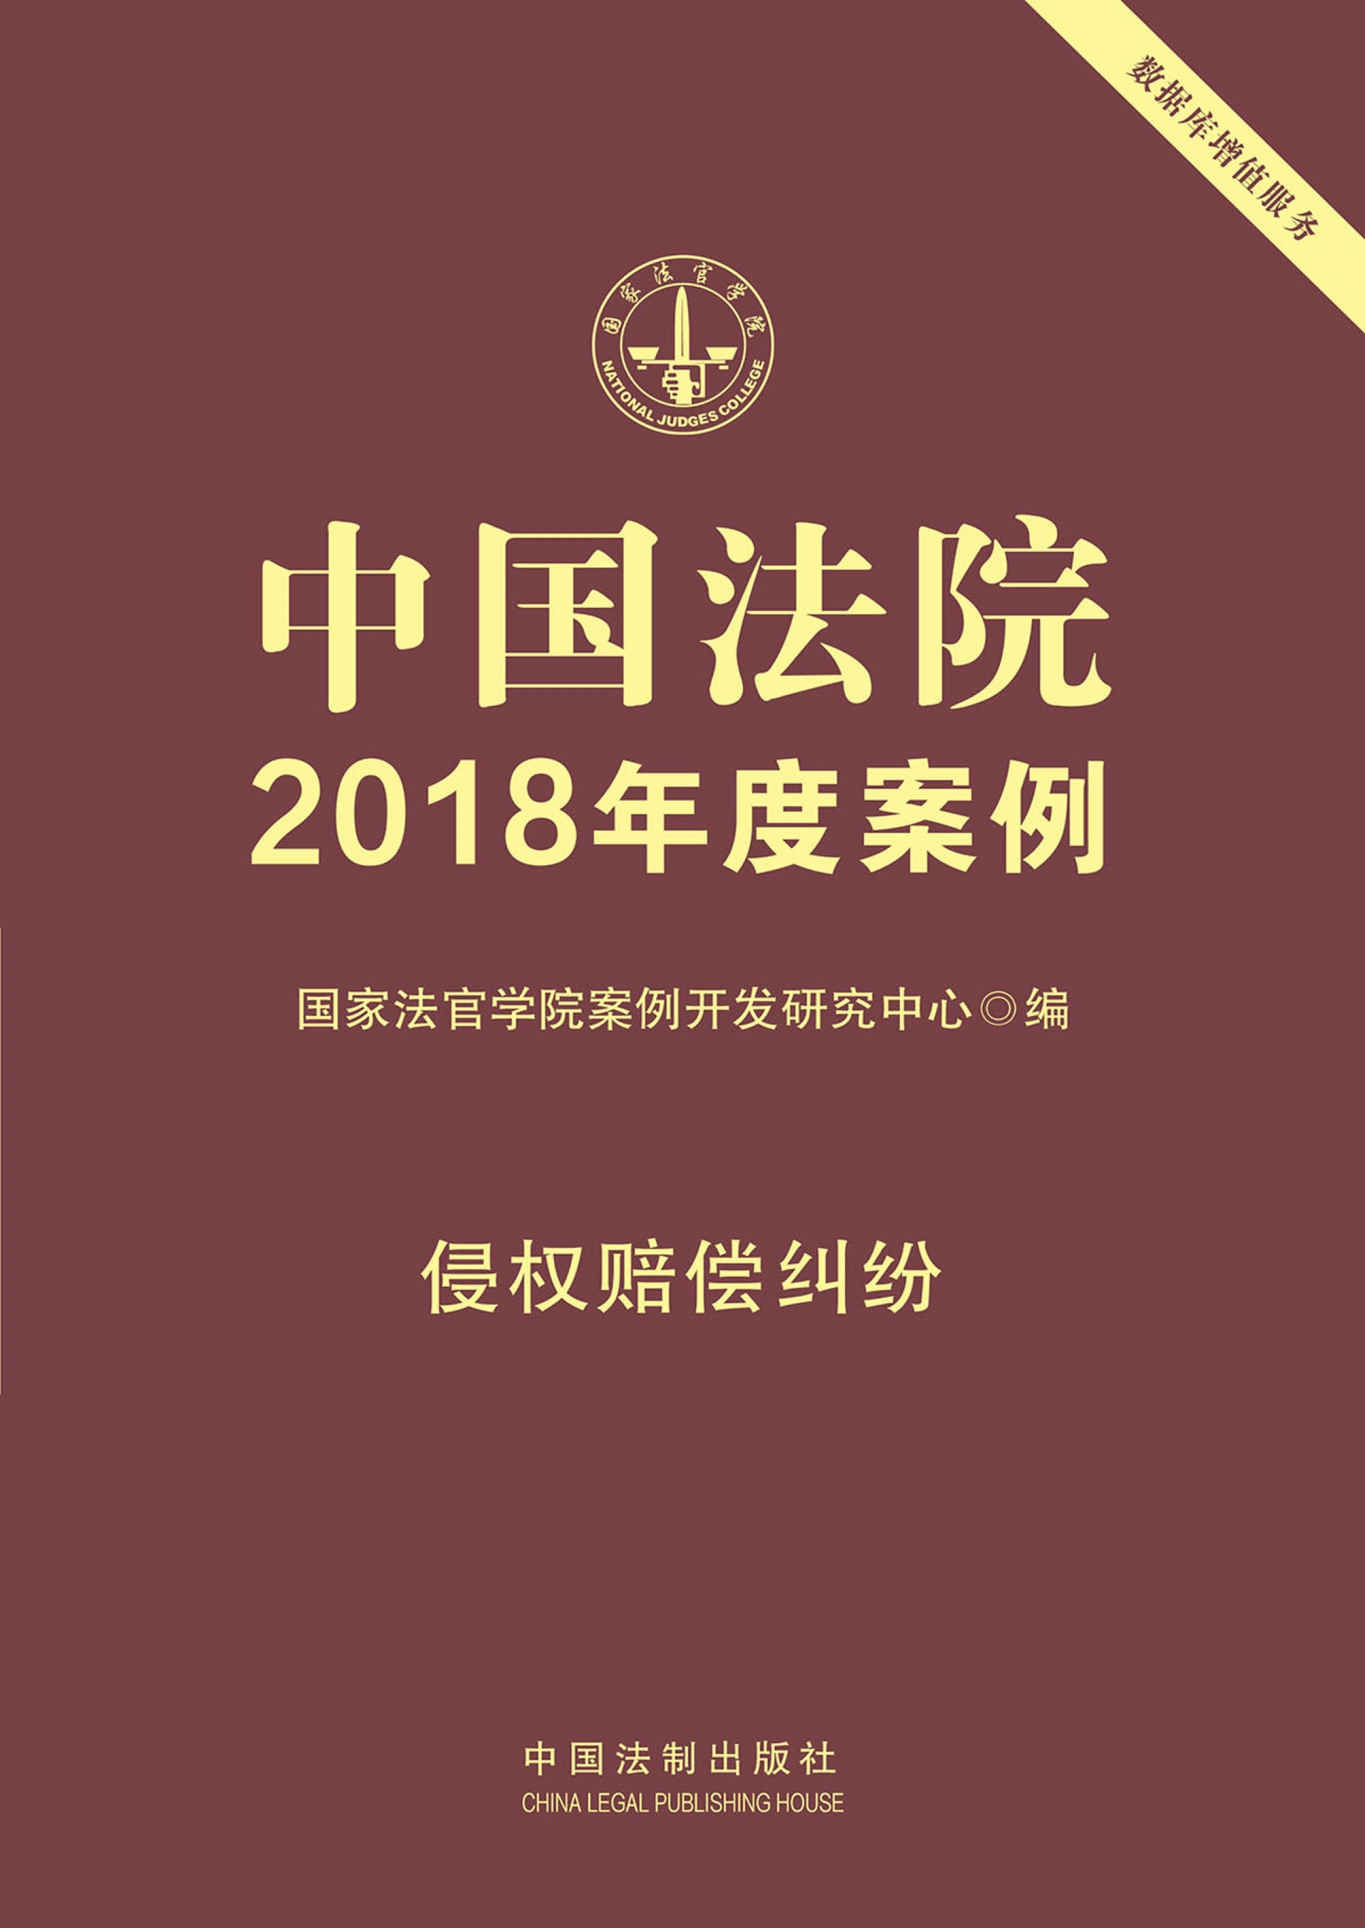 数据库增值服务
国家法官学院
NATIONAL JUDGES COLLEGE
中国法院
2018年度案例
国家法官学院案例开发研究中心◎编
侵权赔偿纠纷
中国法制出版社
CHINA LEGAL PUBLISHING HOUSE